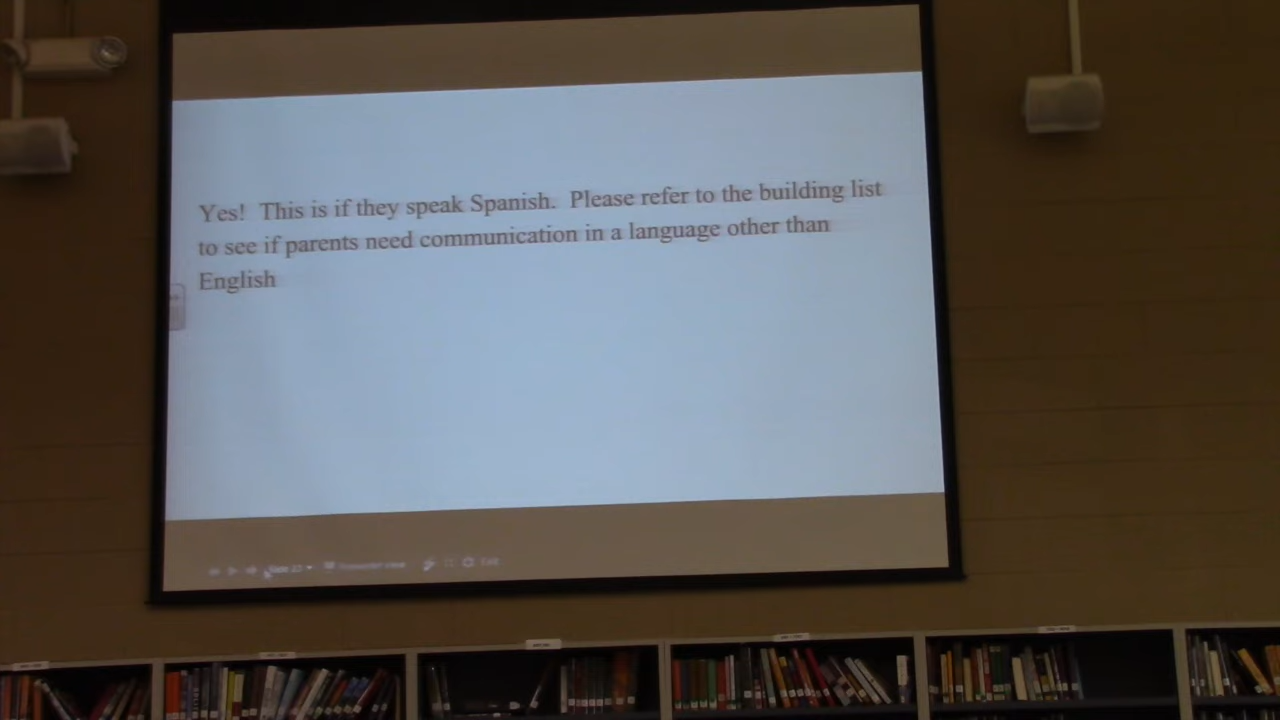 Yes! This is if they speak Spanish. Please refer to the building list
to see if parents need communication in a language other than
English
Exit